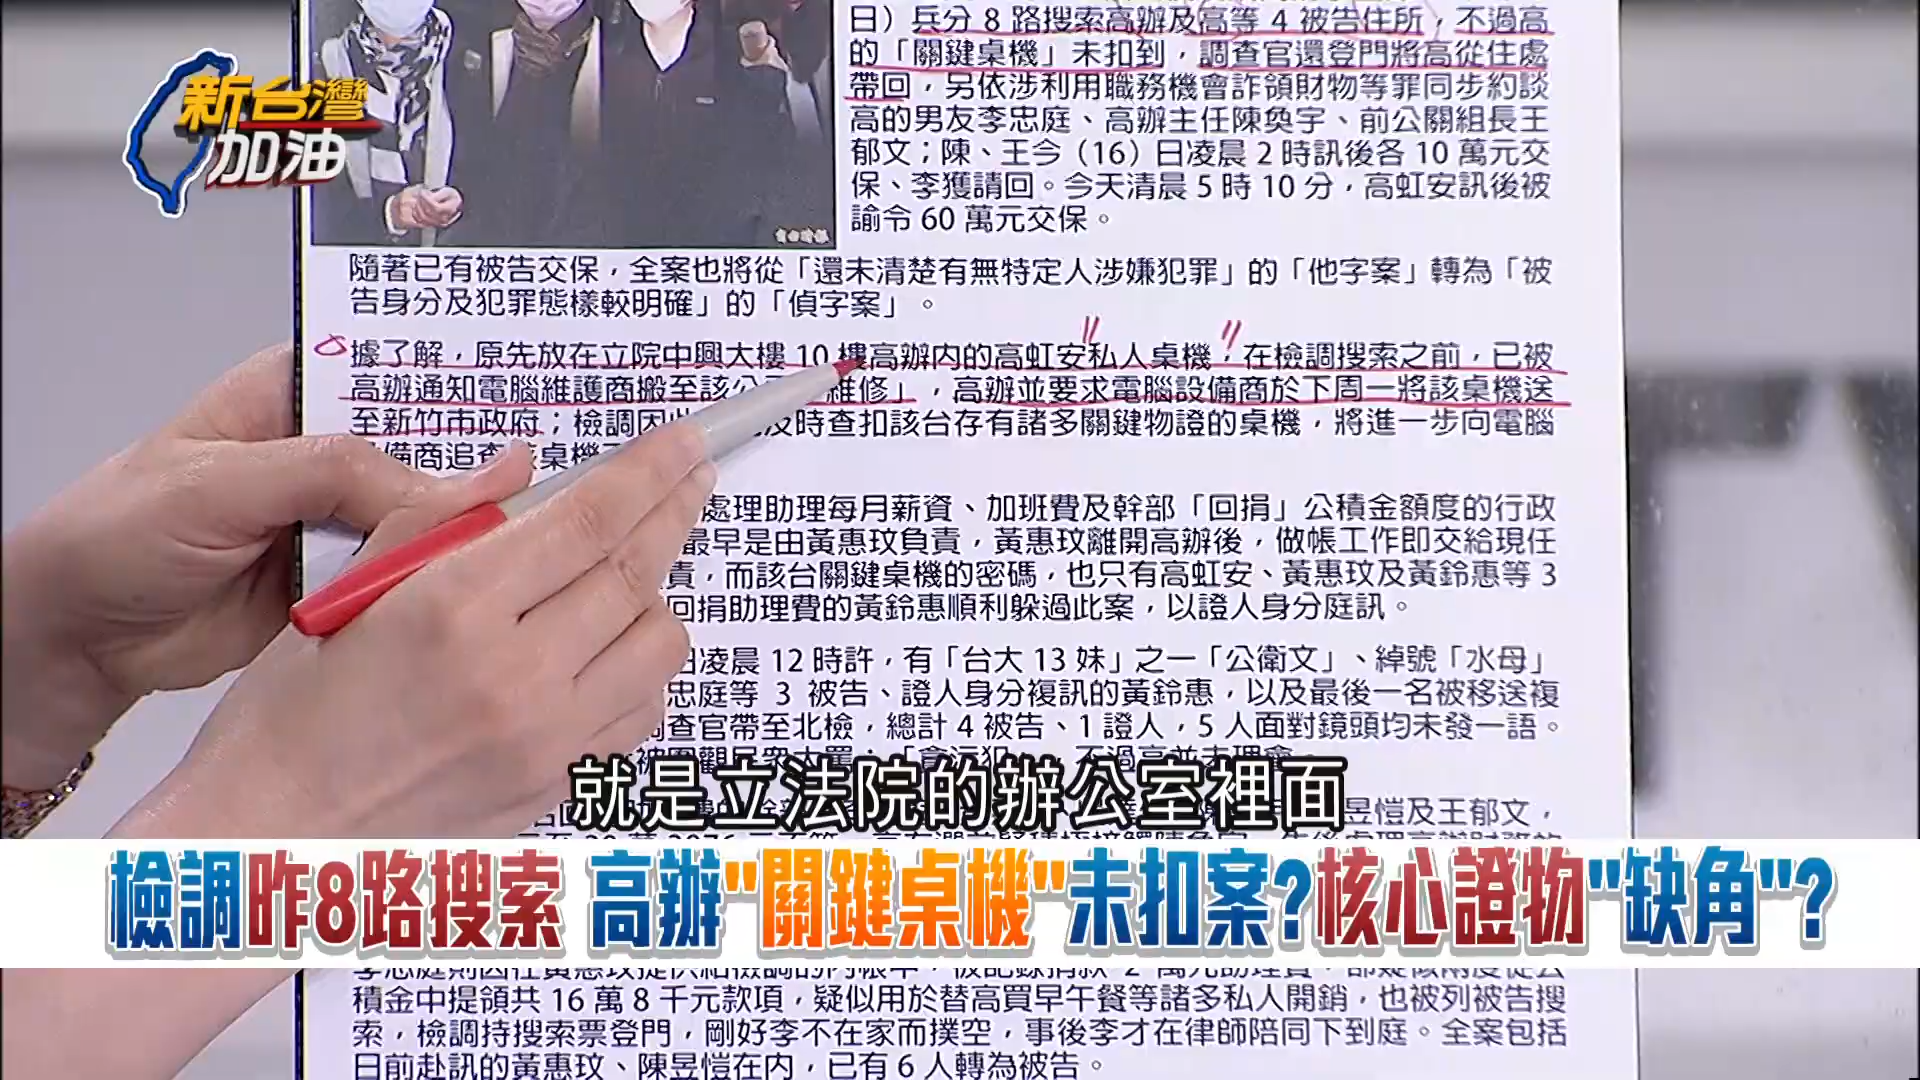 新台灣
加油
日）兵分 8 路搜索高辦及高等 4 被告住所，不過高
的「關鍵桌機」未扣到，調查官還登門將高從住處
帶回，另依涉利用職務機會詐領財物等罪同步約談
高的男友李忠庭、高辦主任陳奐宇、前公關組長王
郁文；陳、王今（16）日凌晨 2 時訊後各 10 萬元交
保、李獲請回。今天清晨 5 時 10 分，高虹安訊後被
諭令 60 萬元交保。
隨著已有被告交保，全案也將從「還未清楚有無特定人涉嫌犯罪」的「他字案」轉為「被
告身分及犯罪態樣較明確」的「偵字案」。
據了解，原先放在立院中興大樓 10 樓高辦內的高虹安私人桌機，在檢調搜索之前，已被
高辦通知電腦維護商搬至該公 維修」，高辦並要求電腦設備商於下周一將該桌機送
至新竹市政府；檢調因此 及時查扣該台存有諸多關鍵物證的桌機，將進一步向電腦
備商追查該桌機
處理助理每月薪資、加班費及幹部「回捐」公積金額度的行政
最早是由黃惠玟負責，黃惠玟離開高辦後，做帳工作即交給現任
責，而該台關鍵桌機的密碼，也只有高虹安、黃惠玟及黃鈴惠等 3
回捐助理費的黃鈴惠順利躲過此案，以證人身分庭訊。
日凌晨 12 時許，有「台大 13 妹」之一「公衛文」、綽號「水母」
忠庭等 3 被告、證人身分複訊的黃鈴惠，以及最後一名被移送複
調查官帶至北檢，總計 4 被告、1 證人，5 人面對鏡頭均未發一語。
被圍觀民眾大罵：「貪污犯」，不過高並未理會。
就是立法院的辦公室裡面
昱愷及王郁文，
檢調昨8路搜索 高辦"關鍵桌機"未扣案?核心證物"缺角"?
積金中提領共 16 萬 8 千元款項，疑似用於替高買早午餐等諸多私人開銷，也被列被告搜
索，檢調持搜索票登門，剛好李不在家而撲空，事後李才在律師陪同下到庭。全案包括
日前赴訊的黃惠玟、陳昱愷在內，已有 6 人轉為被告。